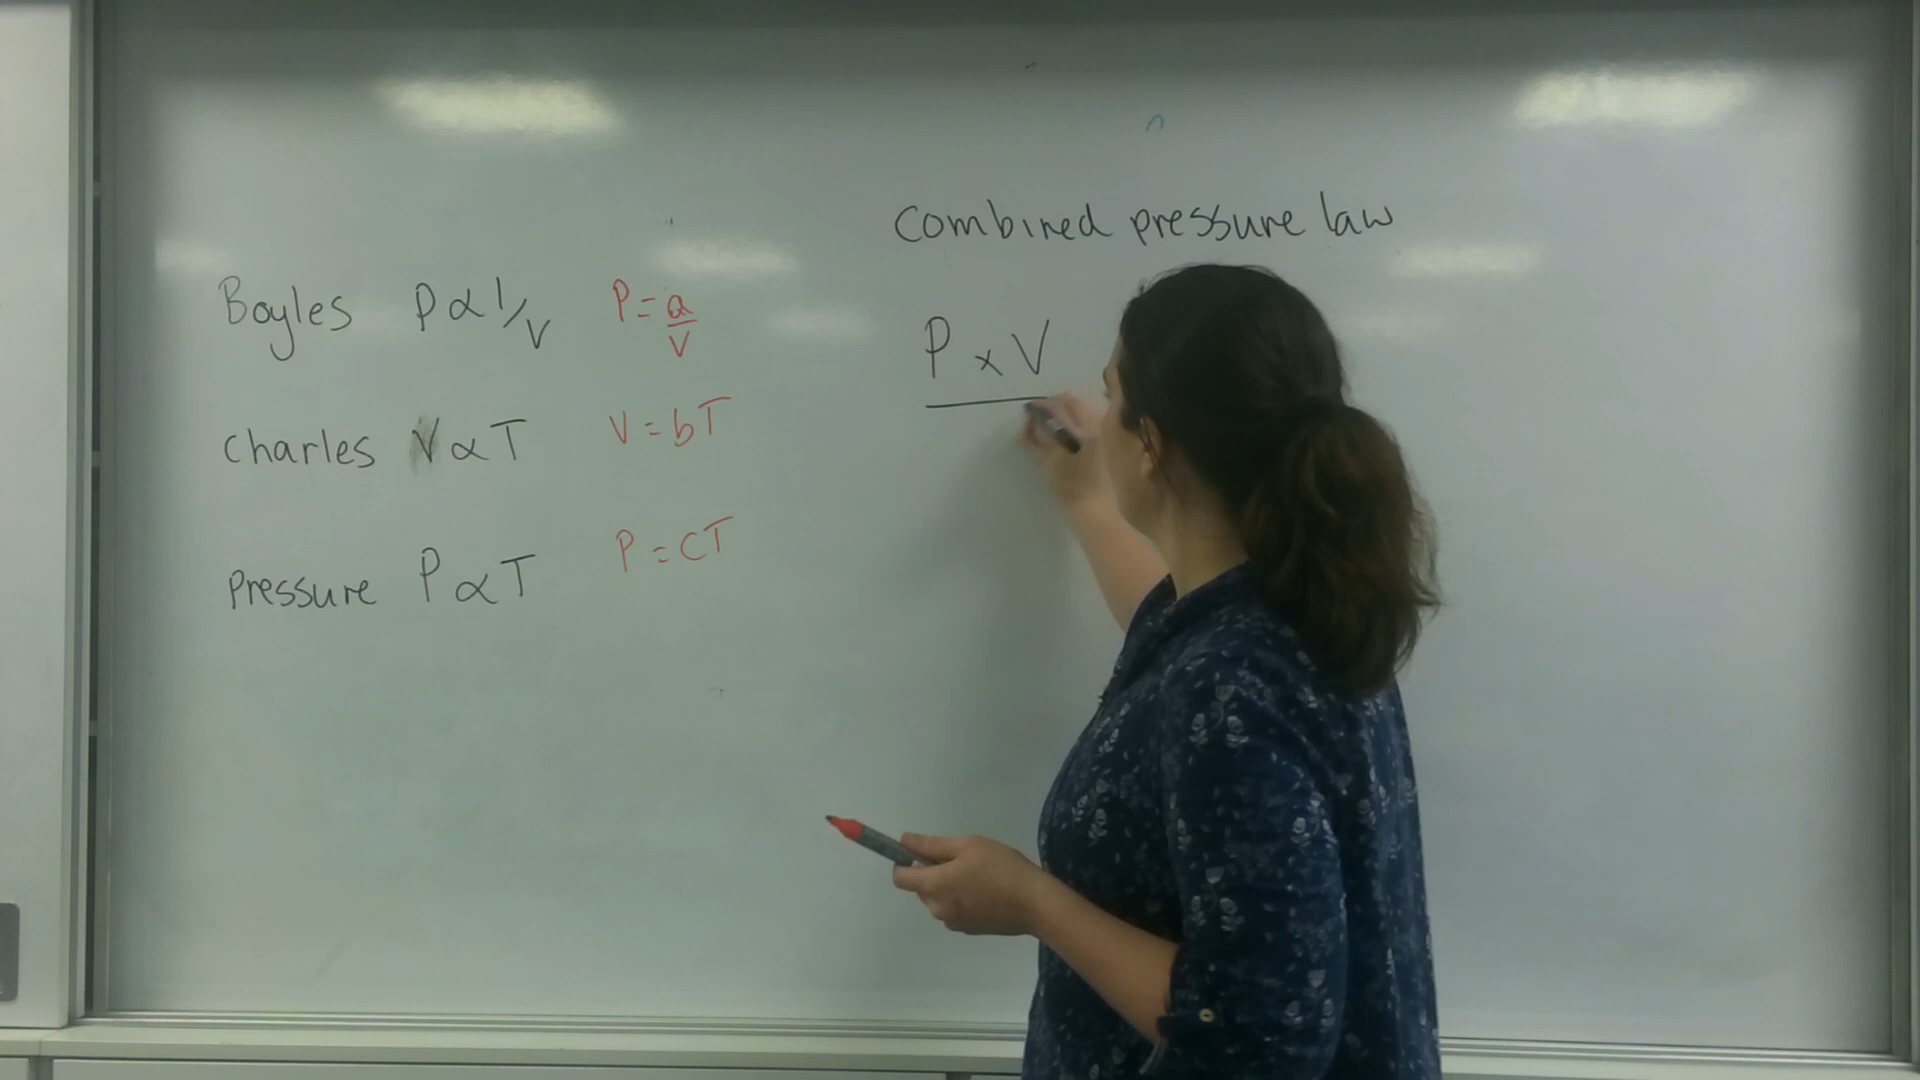 Combined pressure law
Boyles P ∝ 1/V P = a/V
P × V
Charles V ∝ T V = bT
Pressure P ∝ T P = cT